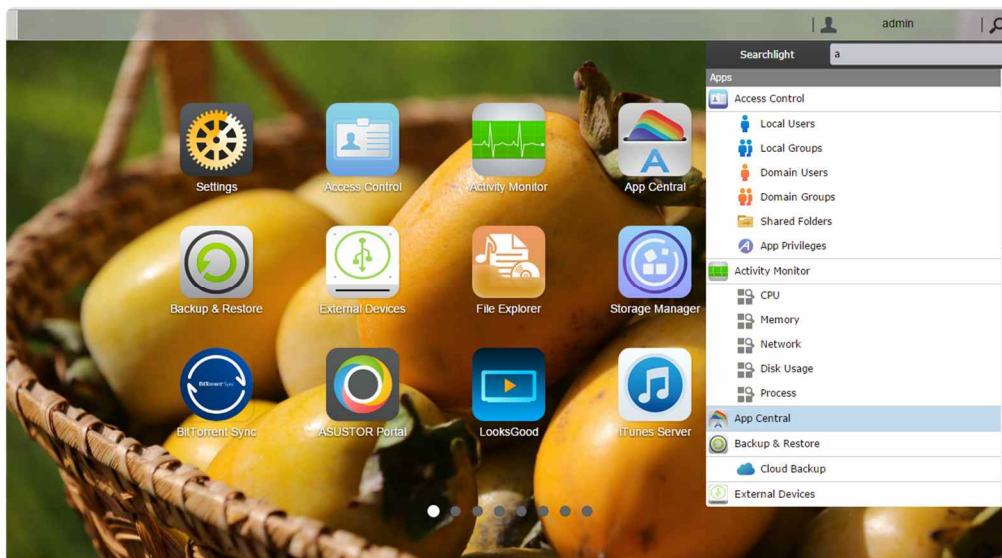 admin
Searchlight a
Apps
Access Control
Local Users
Local Groups
Domain Users
Domain Groups
Shared Folders
App Privileges
Activity Monitor
CPU
Memory
Network
Disk Usage
Process
App Central
Backup & Restore
Cloud Backup
External Devices
Settings
Access Control
Activity Monitor
App Central
Backup & Restore
External Devices
File Explorer
Storage Manager
BitTorrent Sync
BitTorrent Sync
ASUSTOR Portal
LooksGood
iTunes Server